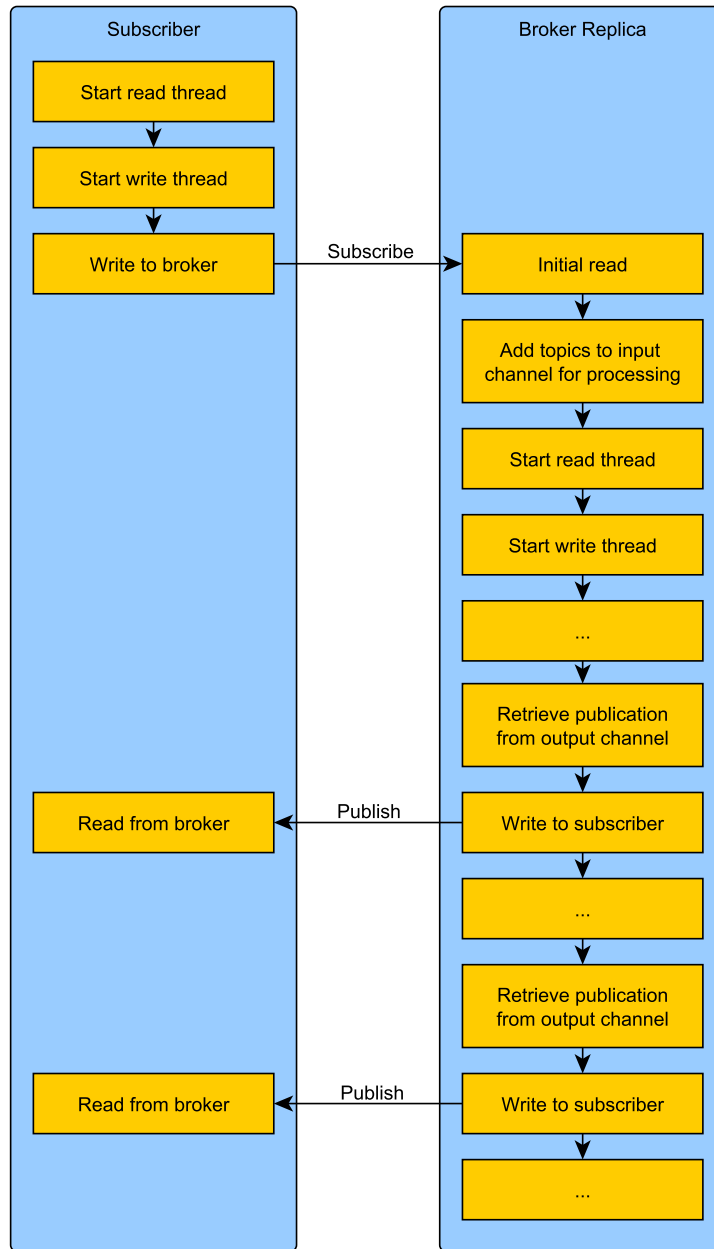 Subscriber
Start read thread
Start write thread
Write to broker
Subscribe
Broker Replica
Initial read
Add topics to input
channel for processing
Start read thread
Start write thread
...
Retrieve publication
from output channel
Write to subscriber
Publish
Read from broker
...
Retrieve publication
from output channel
Write to subscriber
Publish
Read from broker
...